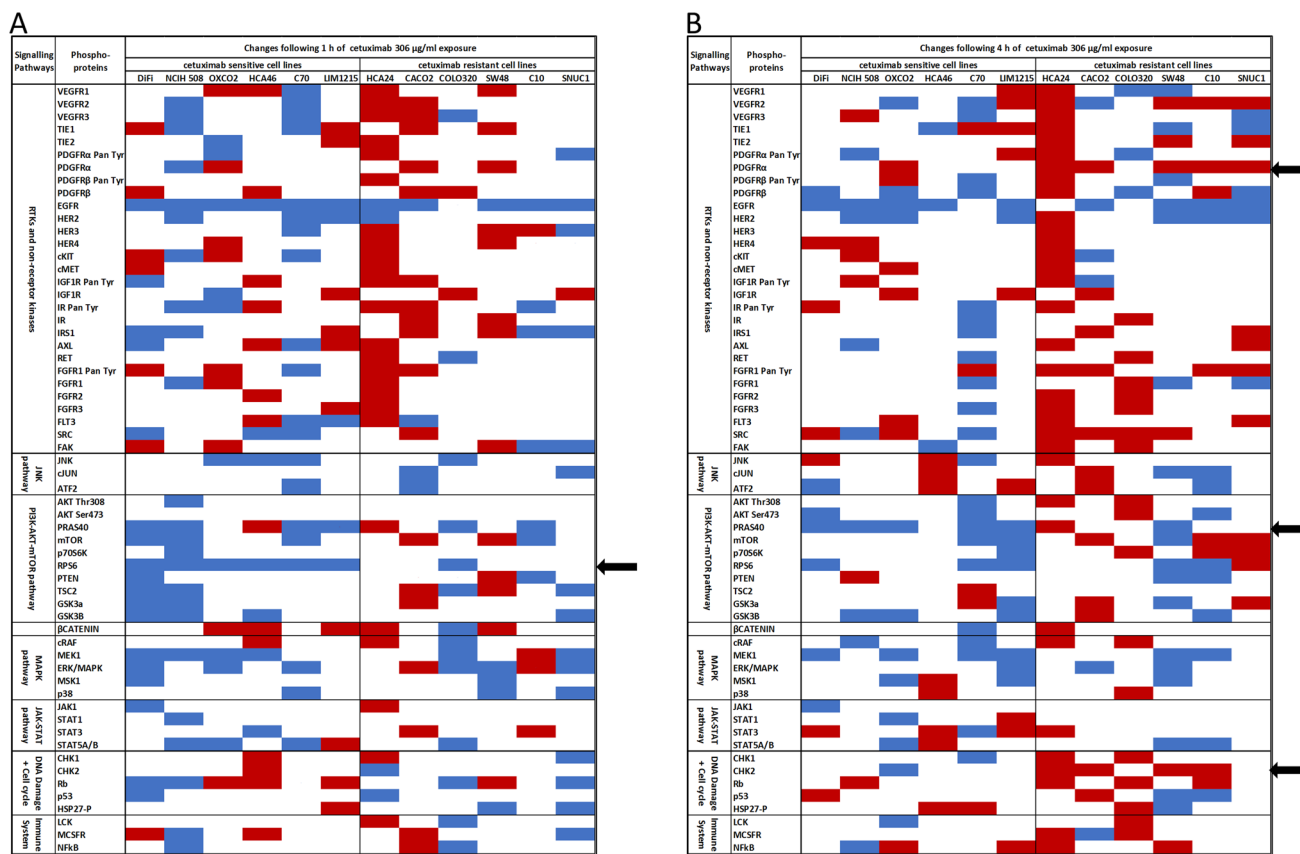 A
Signalling Pathways
Phospho-proteins
Changes following 1 h of cetuximab 306 µg/ml exposure
cetuximab sensitive cell lines
cetuximab resistant cell lines
DiFi NCIH 508 OXCO2 HCA46 C70 LIM1215 HCA24 CACO2 COLO320 SW48 C10 SNUC1
RTKs and non-receptor kinases
VEGFR1
VEGFR2
VEGFR3
TIE1
TIE2
PDGFRα Pan Tyr
PDGFRα
PDGFRβ Pan Tyr
PDGFRβ
EGFR
HER2
HER3
HER4
cKIT
cMET
IGF1R Pan Tyr
IGF1R
IR Pan Tyr
IR
IRS1
AXL
RET
FGFR1 Pan Tyr
FGFR1
FGFR2
FGFR3
FLT3
SRC
FAK
JNK pathway
JNK
cJUN
ATF2
PI3K-AKT-mTOR pathway
AKT Thr308
AKT Ser473
PRAS40
mTOR
p70S6K
RPS6
PTEN
TSC2
GSK3a
GSK3B
βCATENIN
MAPK pathway
cRAF
MEK1
ERK/MAPK
MSK1
p38
JAK-STAT pathway
JAK1
STAT1
STAT3
STAT5A/B
DNA Damage + Cell cycle
CHK1
CHK2
Rb
p53
HSP27-P
Immune System
LCK
MCSFR
NFkB
B
Signalling Pathways
Phospho-proteins
Changes following 4 h of cetuximab 306 µg/ml exposure
cetuximab sensitive cell lines
cetuximab resistant cell lines
DiFi NCIH 508 OXCO2 HCA46 C70 LIM1215 HCA24 CACO2 COLO320 SW48 C10 SNUC1
RTKs and non-receptor kinases
VEGFR1
VEGFR2
VEGFR3
TIE1
TIE2
PDGFRα Pan Tyr
PDGFRα
PDGFRβ Pan Tyr
PDGFRβ
EGFR
HER2
HER3
HER4
cKIT
cMET
IGF1R Pan Tyr
IGF1R
IR Pan Tyr
IR
IRS1
AXL
RET
FGFR1 Pan Tyr
FGFR1
FGFR2
FGFR3
FLT3
SRC
FAK
JNK pathway
JNK
cJUN
ATF2
PI3K-AKT-mTOR pathway
AKT Thr308
AKT Ser473
PRAS40
mTOR
p70S6K
RPS6
PTEN
TSC2
GSK3a
GSK3B
βCATENIN
MAPK pathway
cRAF
MEK1
ERK/MAPK
MSK1
p38
JAK-STAT pathway
JAK1
STAT1
STAT3
STAT5A/B
DNA Damage + Cell cycle
CHK1
CHK2
Rb
p53
HSP27-P
Immune System
LCK
MCSFR
NFkB